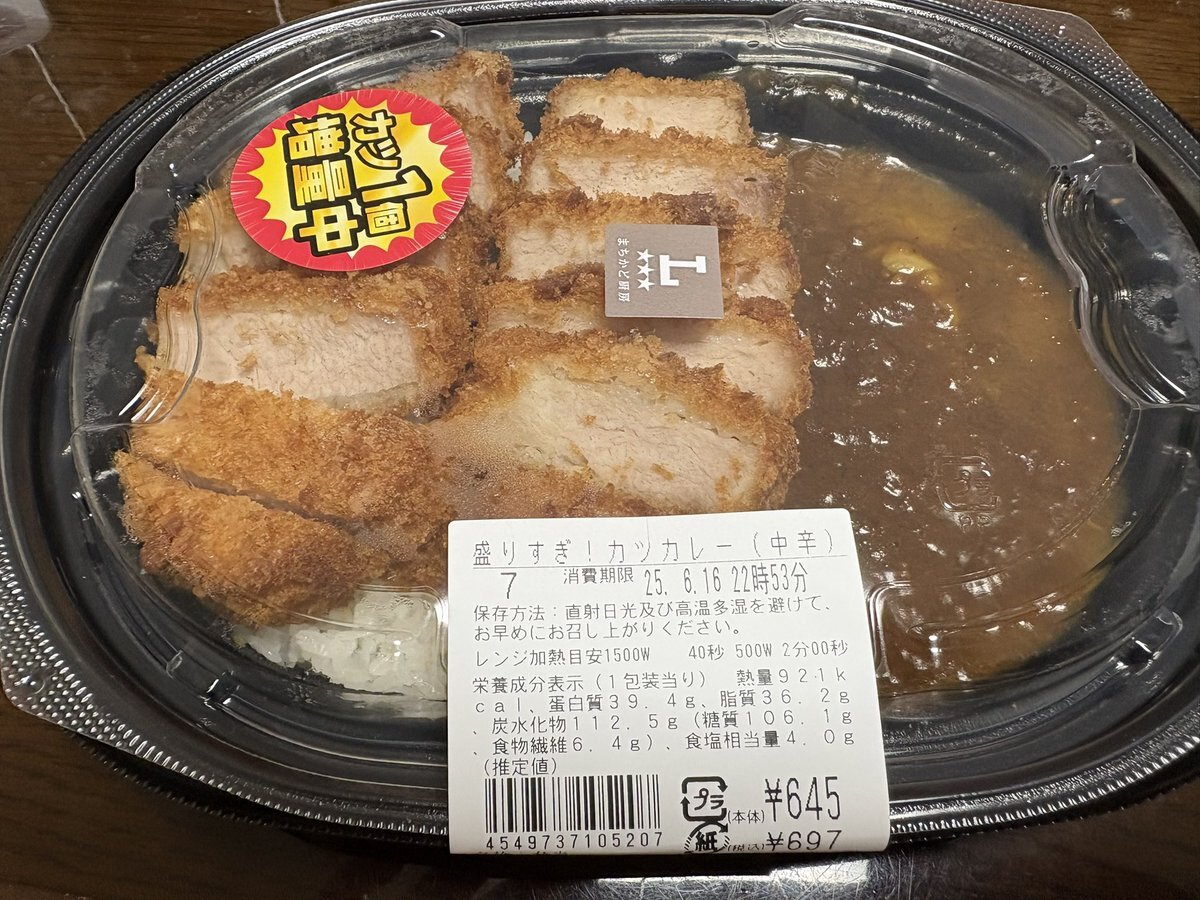 カツ1個
増量中
L
★★★
まちかど厨房
盛りすぎ!カツカレー(中辛)
7 消費期限 25. 6.16 22時53分
保存方法:直射日光及び高温多湿を避けて、
お早めにお召し上がりください。
レンジ加熱目安1500W 40秒 500W 2分00秒
栄養成分表示(1包装当り) 熱量921k
cal、蛋白質39.4g、脂質36.2g
、炭水化物112.5g(糖質106.1g
、食物繊維6.4g)、食塩相当量4.0g
(推定値)
4549737105207
プラ
紙
(本体)¥645
(税込)¥697